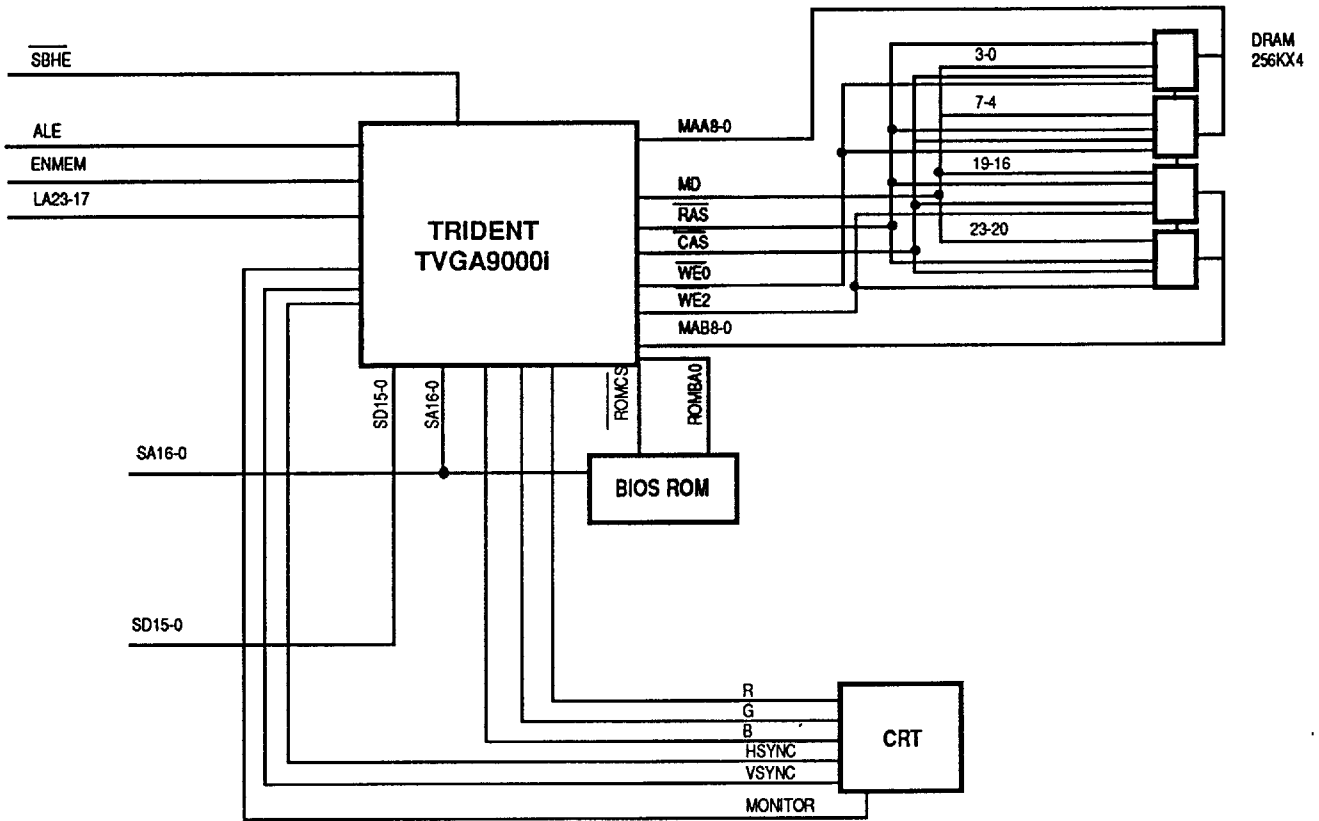 SBHE
ALE
ENMEM
LA23-17
TRIDENT
TVGA9000i
MAA8-0
MD
RAS
CAS
WE0
WE2
MAB8-0
3-0
7-4
19-16
23-20
DRAM
256KX4
SD15-0
SA16-0
ROMCS
ROMBA0
SA16-0
BIOS ROM
SD15-0
R
G
B
HSYNC
VSYNC
MONITOR
CRT